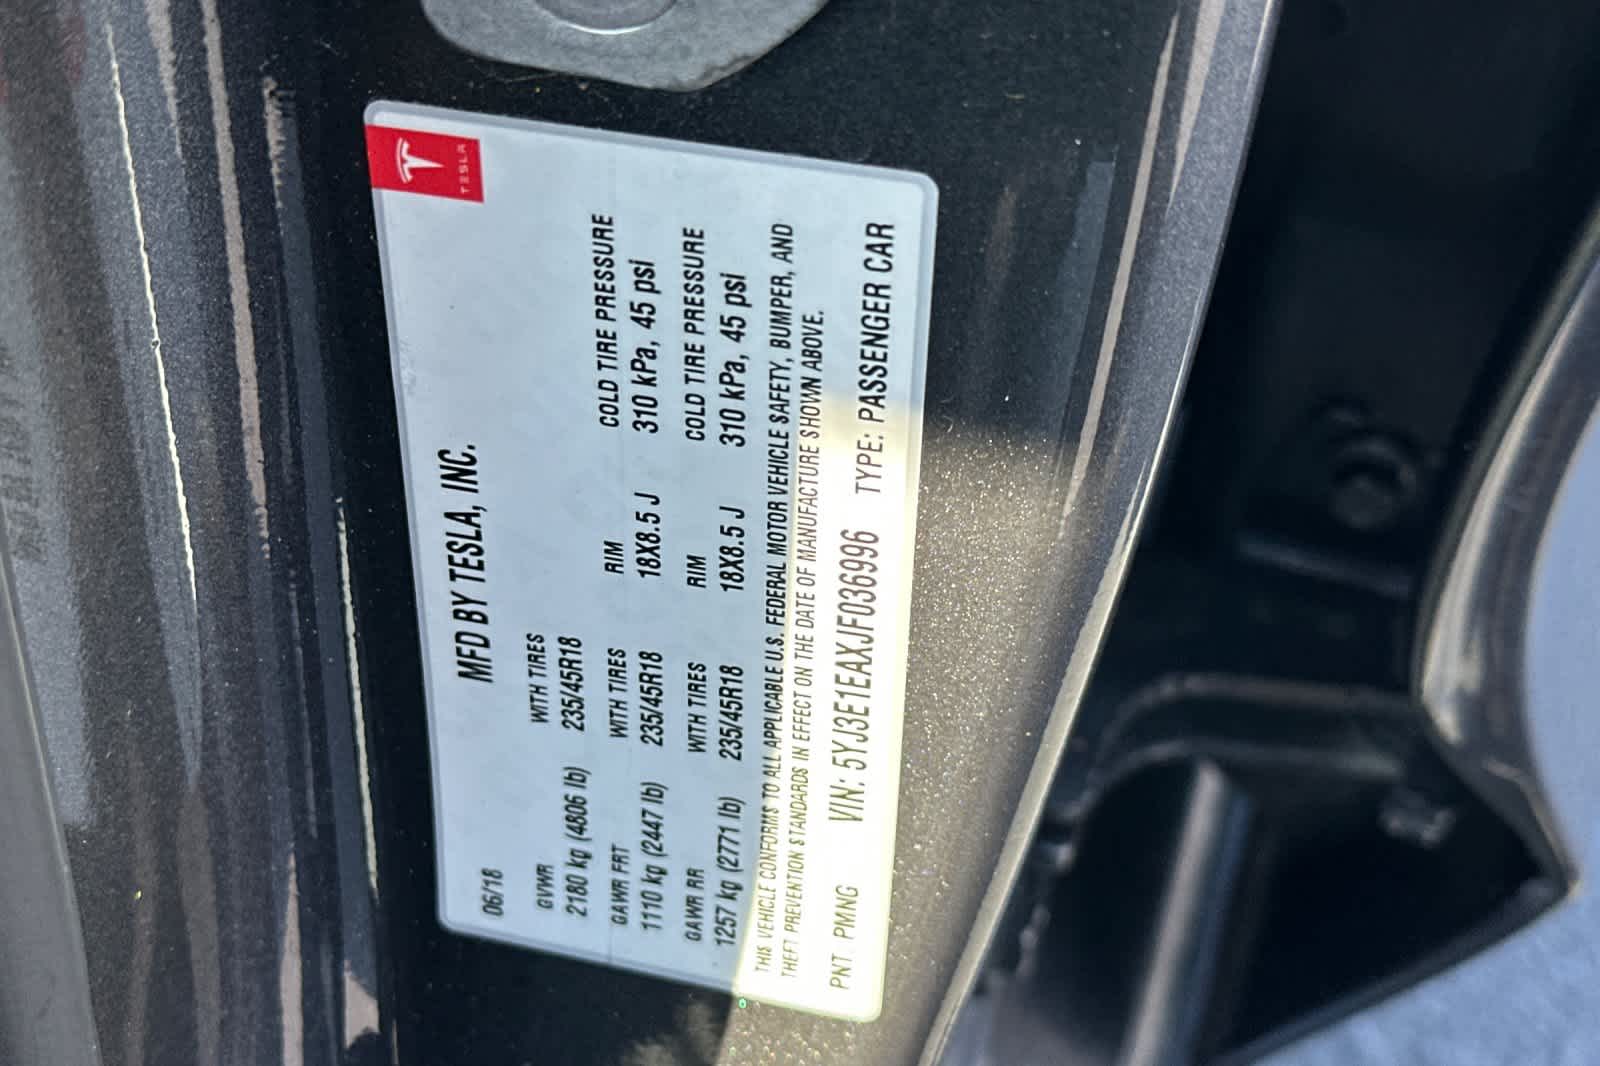 TESLA
MFD BY TESLA, INC.
06/18
GVWR WITH TIRES
2180 kg (4806 lb) 235/45R18
GAWR FRT WITH TIRES RIM COLD TIRE PRESSURE
1110 kg (2447 lb) 235/45R18 18X8.5 J 310 kPa, 45 psi
GAWR RR WITH TIRES RIM COLD TIRE PRESSURE
1257 kg (2771 lb) 235/45R18 18X8.5 J 310 kPa, 45 psi
THIS VEHICLE CONFORMS TO ALL APPLICABLE U.S. FEDERAL MOTOR VEHICLE SAFETY, BUMPER, AND
THEFT PREVENTION STANDARDS IN EFFECT ON THE DATE OF MANUFACTURE SHOWN ABOVE.
PNT PMNG VIN: 5YJ3E1EAXJF036996 TYPE: PASSENGER CAR